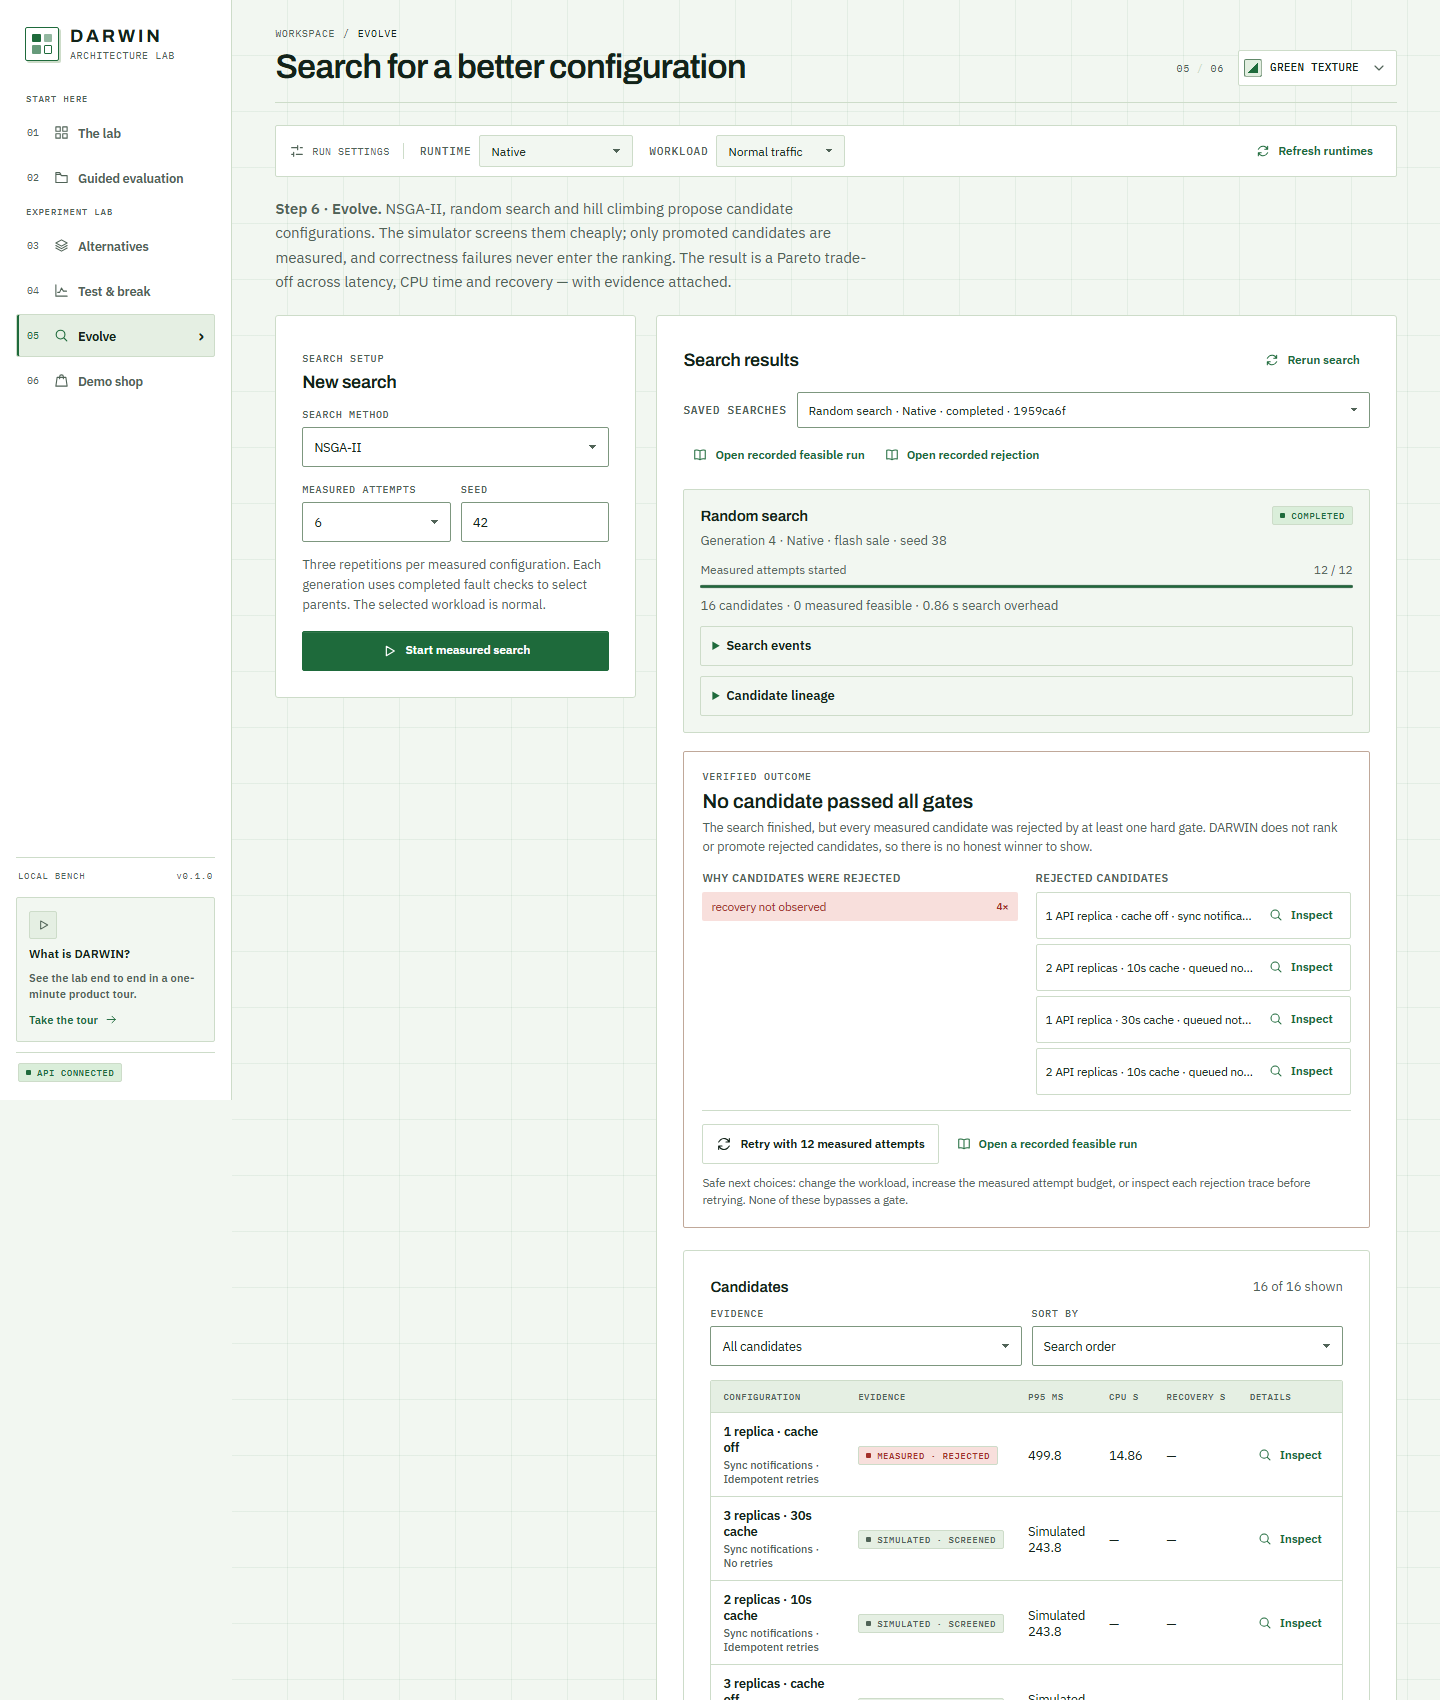 DARWIN
ARCHITECTURE LAB
START HERE
01 The lab
02 Guided evaluation
EXPERIMENT LAB
03 Alternatives
04 Test & break
05 Evolve
06 Demo shop
LOCAL BENCH v0.1.0
What is DARWIN?
See the lab end to end in a one-
minute product tour.
Take the tour
API CONNECTED
WORKSPACE / EVOLVE
Search for a better configuration
05 / 06
GREEN TEXTURE
RUN SETTINGS
RUNTIME Native
WORKLOAD Normal traffic
Refresh runtimes
Step 6 · Evolve. NSGA-II, random search and hill climbing propose candidate
configurations. The simulator screens them cheaply; only promoted candidates are
measured, and correctness failures never enter the ranking. The result is a Pareto trade-
off across latency, CPU time and recovery — with evidence attached.
SEARCH SETUP
New search
SEARCH METHOD
NSGA-II
MEASURED ATTEMPTS SEED
6 42
Three repetitions per measured configuration. Each
generation uses completed fault checks to select
parents. The selected workload is normal.
Start measured search
Search results
Rerun search
SAVED SEARCHES Random search · Native · completed · 1959ca6f
Open recorded feasible run Open recorded rejection
Random search COMPLETED
Generation 4 · Native · flash sale · seed 38
Measured attempts started 12 / 12
16 candidates · 0 measured feasible · 0.86 s search overhead
Search events
Candidate lineage
VERIFIED OUTCOME
No candidate passed all gates
The search finished, but every measured candidate was rejected by at least one hard gate. DARWIN does not rank
or promote rejected candidates, so there is no honest winner to show.
WHY CANDIDATES WERE REJECTED
recovery not observed 4×
REJECTED CANDIDATES
1 API replica · cache off · sync notifica... Inspect
2 API replicas · 10s cache · queued no... Inspect
1 API replica · 30s cache · queued not... Inspect
2 API replicas · 10s cache · queued no... Inspect
Retry with 12 measured attempts Open a recorded feasible run
Safe next choices: change the workload, increase the measured attempt budget, or inspect each rejection trace before
retrying. None of these bypasses a gate.
Candidates 16 of 16 shown
EVIDENCE SORT BY
All candidates Search order
CONFIGURATION EVIDENCE P95 MS CPU S RECOVERY S DETAILS
1 replica · cache
off
Sync notifications ·
Idempotent retries
MEASURED · REJECTED 499.8 14.86 — Inspect
3 replicas · 30s
cache
Sync notifications ·
No retries
SIMULATED · SCREENED
Simulated
243.8
— — Inspect
2 replicas · 10s
cache
Sync notifications ·
Idempotent retries
SIMULATED · SCREENED
Simulated
243.8
— — Inspect
3 replicas · cache
off
Simulated